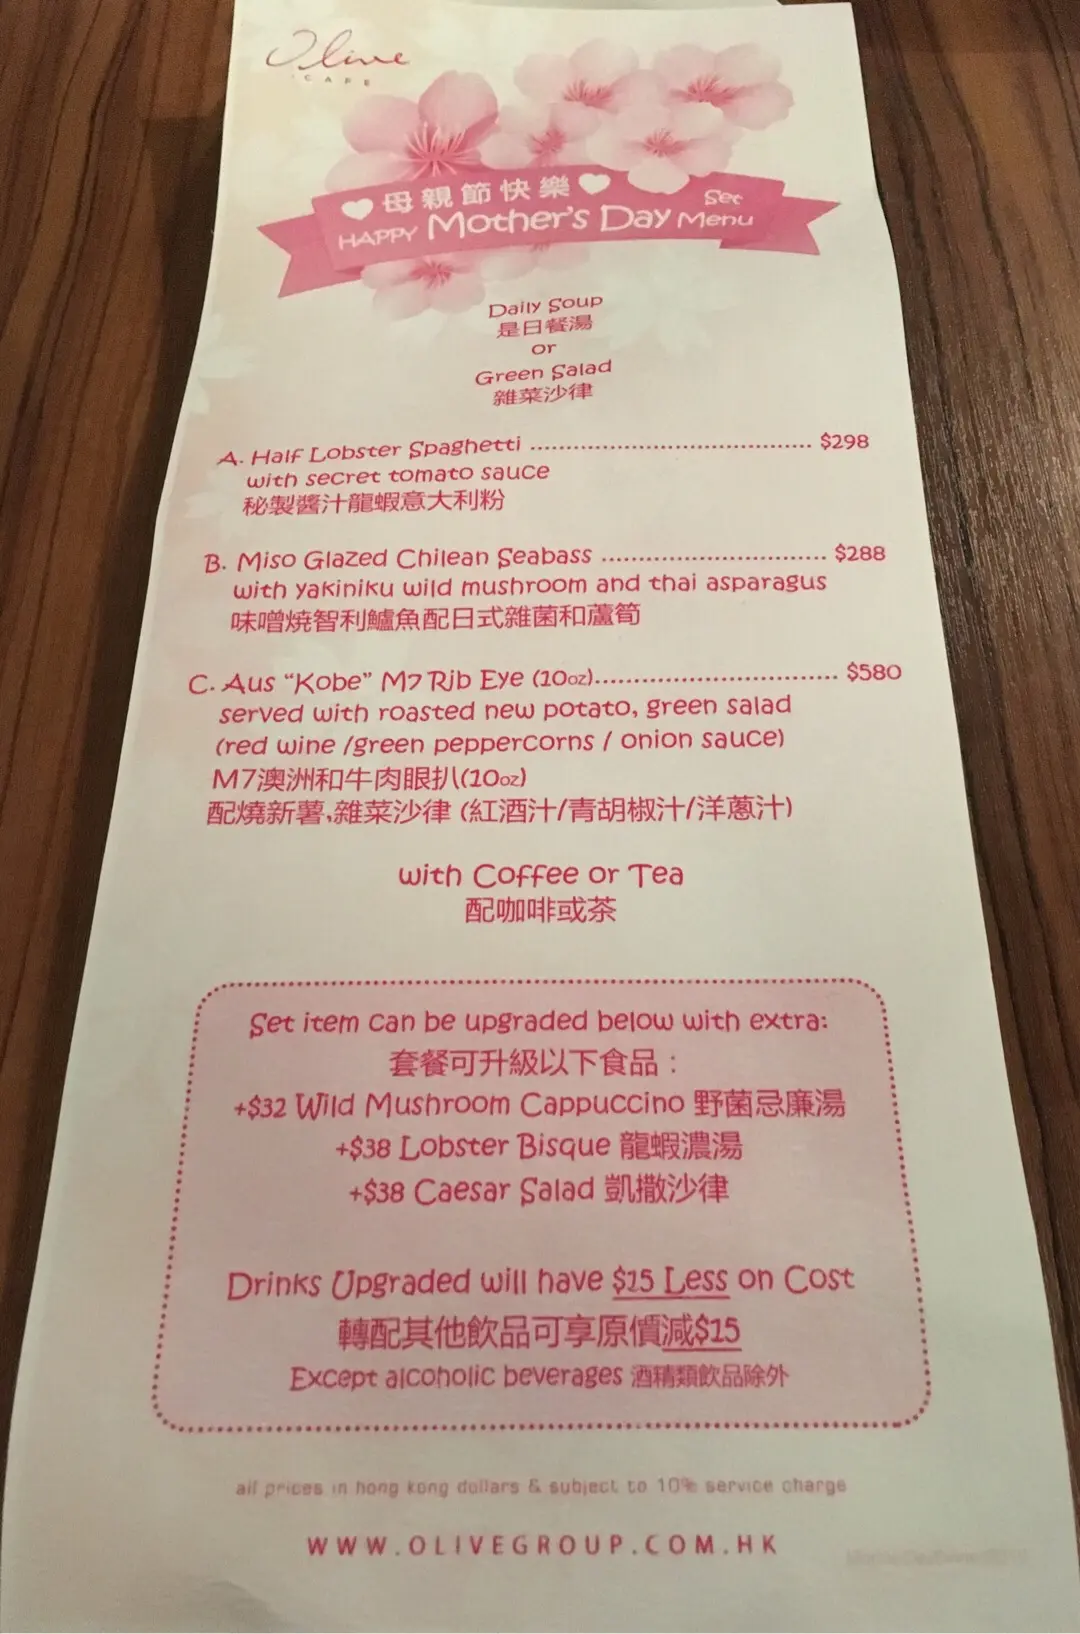 Olive
CAFE
母親節快樂
HAPPY Mother's Day Set Menu
Daily Soup
是日餐湯
or
Green Salad
雜菜沙律
A. Half Lobster Spaghetti ................................... $298
with secret tomato sauce
秘製醬汁龍蝦意大利粉
B. Miso Glazed Chilean Seabass ............................ $288
with yakiniku wild mushroom and thai asparagus
味噌燒智利鱸魚配日式雜菌和蘆筍
C. Aus “Kobe” M7 Rib Eye (10oz).............................. $580
served with roasted new potato, green salad
(red wine /green peppercorns / onion sauce)
M7澳洲和牛肉眼扒(10oz)
配燒新薯,雜菜沙律 (紅酒汁/青胡椒汁/洋蔥汁)
with Coffee or Tea
配咖啡或茶
Set item can be upgraded below with extra:
套餐可升級以下食品：
+$32 Wild Mushroom Cappuccino 野菌忌廉湯
+$38 Lobster Bisque 龍蝦濃湯
+$38 Caesar Salad 凱撒沙律
Drinks Upgraded will have $15 Less on Cost
轉配其他飲品可享原價減$15
Except alcoholic beverages 酒精類飲品除外
all prices in hong kong dollars & subject to 10% service charge
WWW.OLIVEGROUP.COM.HK